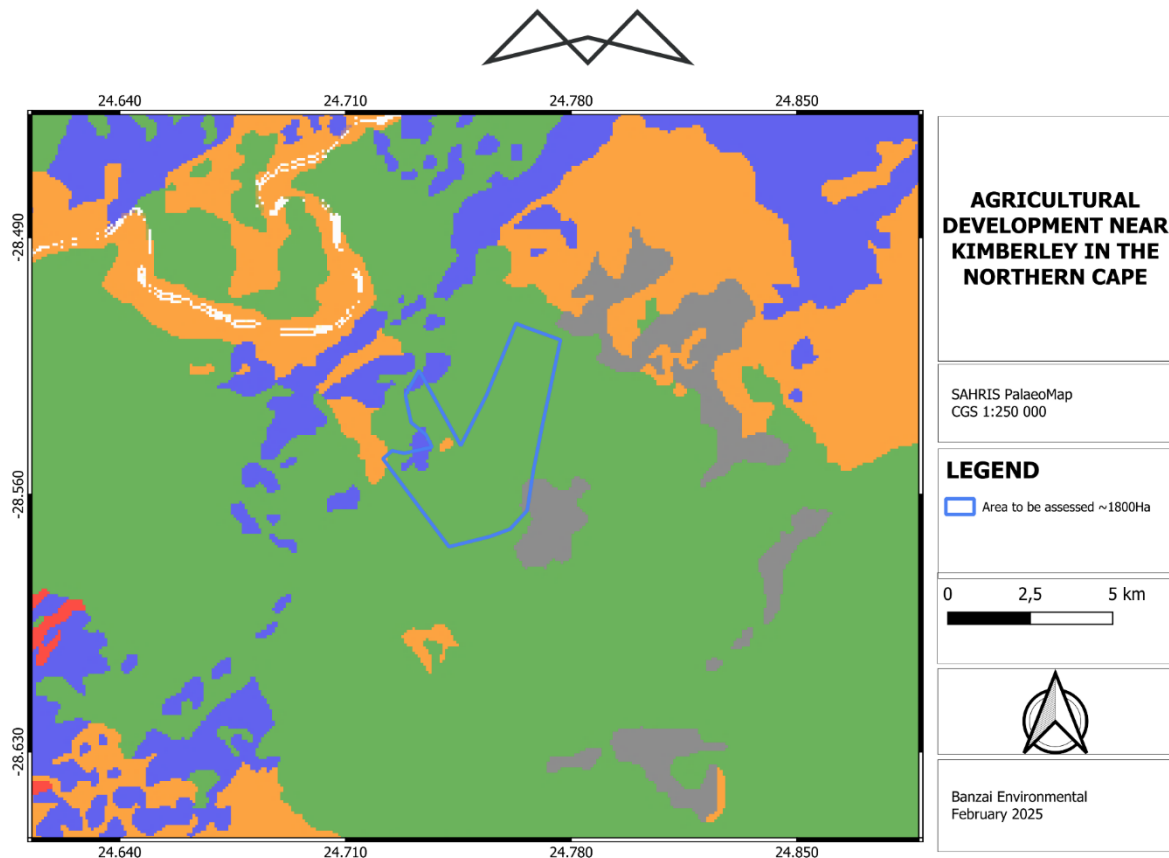 24.640 24.710 24.780 24.850
-28.490
-28.560
-28.630
24.640 24.710 24.780 24.850
AGRICULTURAL
DEVELOPMENT NEAR
KIMBERLEY IN THE
NORTHERN CAPE
SAHRIS PalaeoMap
CGS 1:250 000
LEGEND
Area to be assessed ~1800Ha
0 2,5 5 km
Banzai Environmental
February 2025